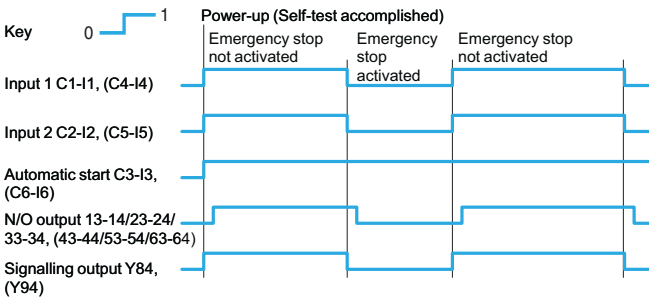 Key
0
1
Power-up (Self-test accomplished)
Emergency stop
not activated
Emergency
stop
activated
Emergency stop
not activated
Input 1 C1-I1, (C4-I4)
Input 2 C2-I2, (C5-I5)
Automatic start C3-I3,
(C6-I6)
N/O output 13-14/23-24/
33-34, (43-44/53-54/63-64)
Signalling output Y84,
(Y94)